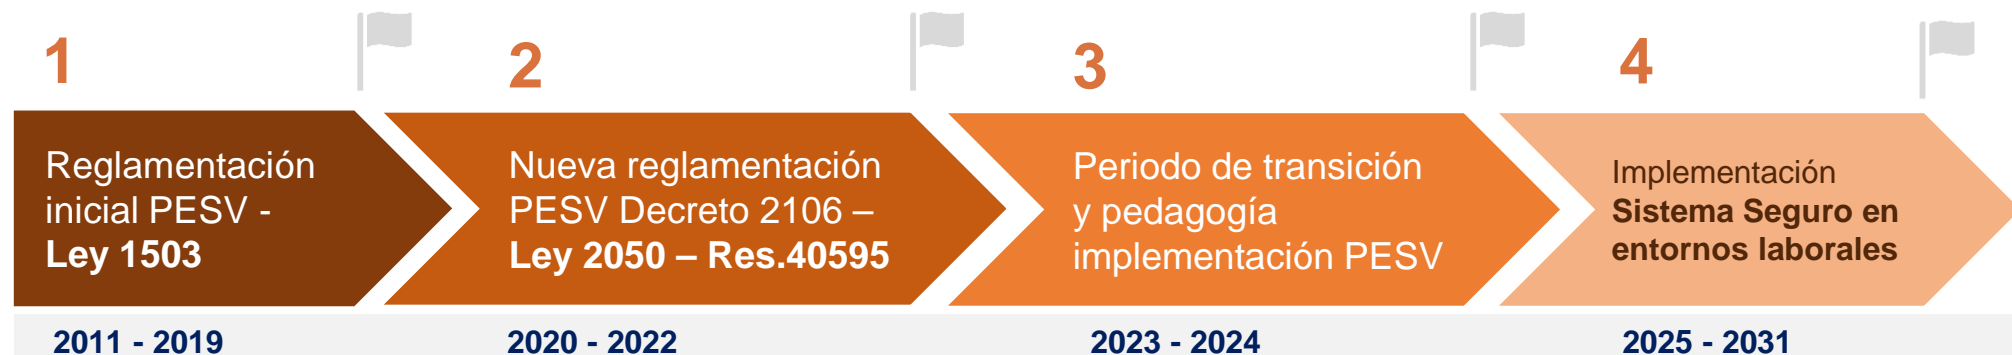 1
2
3
4
Reglamentación
inicial PESV -
Ley 1503
Nueva reglamentación
PESV Decreto 2106 –
Ley 2050 – Res.40595
Periodo de transición
y pedagogía
implementación PESV
Implementación
Sistema Seguro en
entornos laborales
2011 - 2019
2020 - 2022
2023 - 2024
2025 - 2031